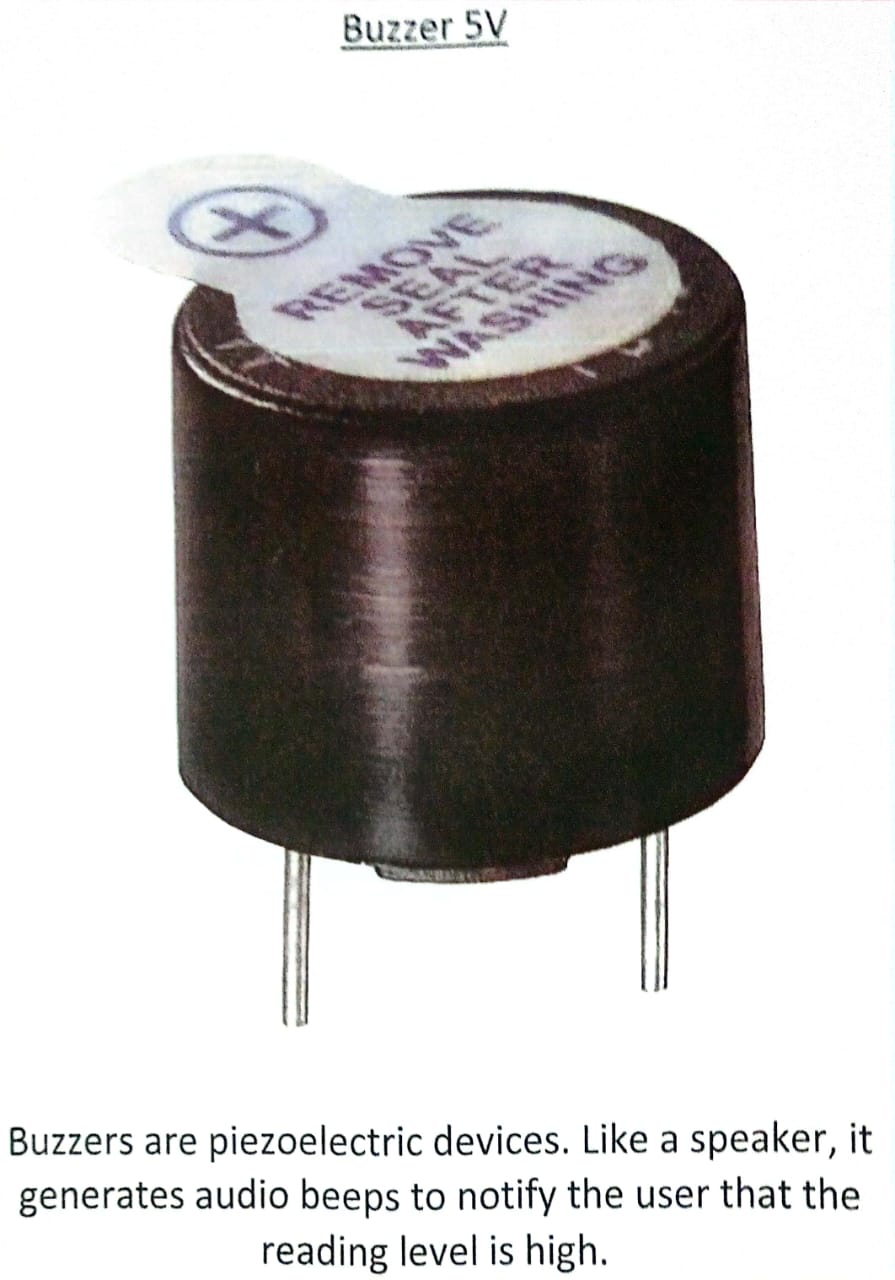 Buzzer 5V
REMOVE
SEAL
AFTER
WASHING
Buzzers are piezoelectric devices. Like a speaker, it
generates audio beeps to notify the user that the
reading level is high.